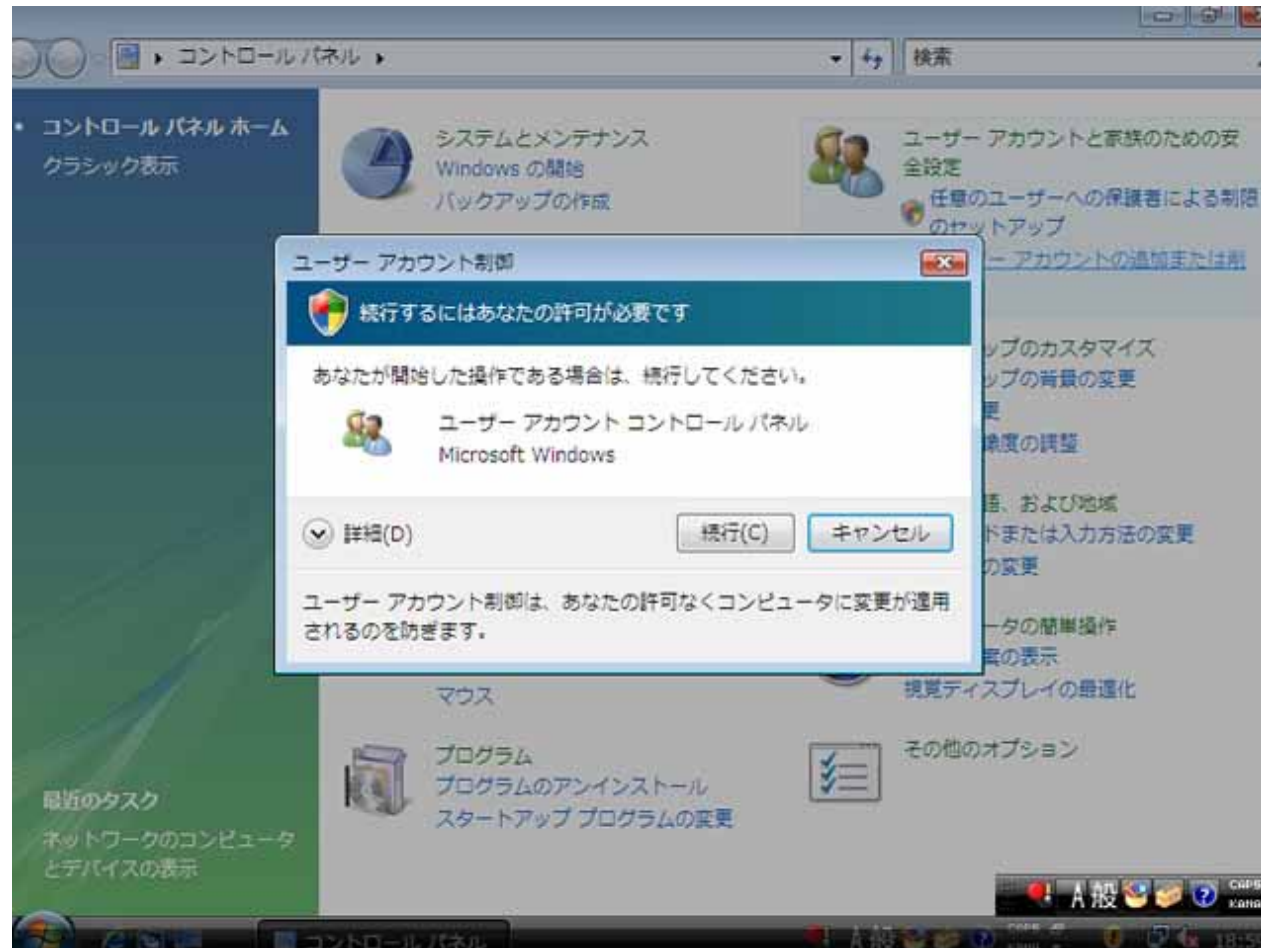 コントロール パネル
検索
コントロール パネル ホーム
クラシック表示
システムとメンテナンス
Windows の開始
バックアップの作成
ユーザー アカウントと家族のための安
全設定
任意のユーザーへの保護者による制限
のセットアップ
ー アカウントの追加または削
ユーザー アカウント制御
続行するにはあなたの許可が必要です
あなたが開始した操作である場合は、続行してください。
ユーザー アカウント コントロール パネル
Microsoft Windows
詳細(D)
続行(C)
キャンセル
ユーザー アカウント制御は、あなたの許可なくコンピュータに変更が適用
されるのを防ぎます。
ップのカスタマイズ
ップの背景の変更
更
像度の調整
語、および地域
ドまたは入力方法の変更
の変更
ータの簡単操作
案の表示
視覚ディスプレイの最適化
マウス
プログラム
プログラムのアンインストール
スタートアップ プログラムの変更
その他のオプション
最近のタスク
ネットワークのコンピュータ
とデバイスの表示
A 般
CAPS
KANA
コントロール パネル
A 般